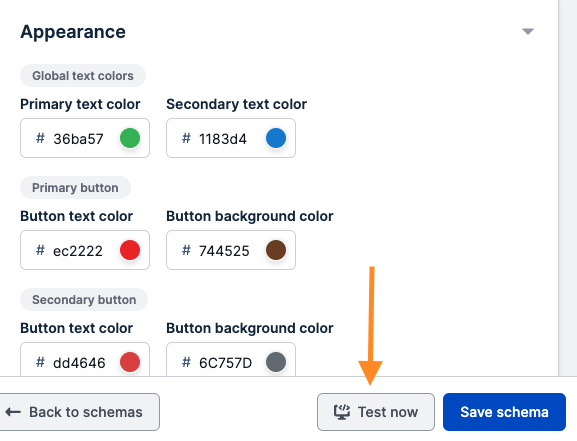 Appearance
Global text colors
Primary text color Secondary text color
# 36ba57 # 1183d4
Primary button
Button text color Button background color
# ec2222 # 744525
Secondary button
Button text color Button background color
# dd4646 # 6C757D
Back to schemas Test now Save schema